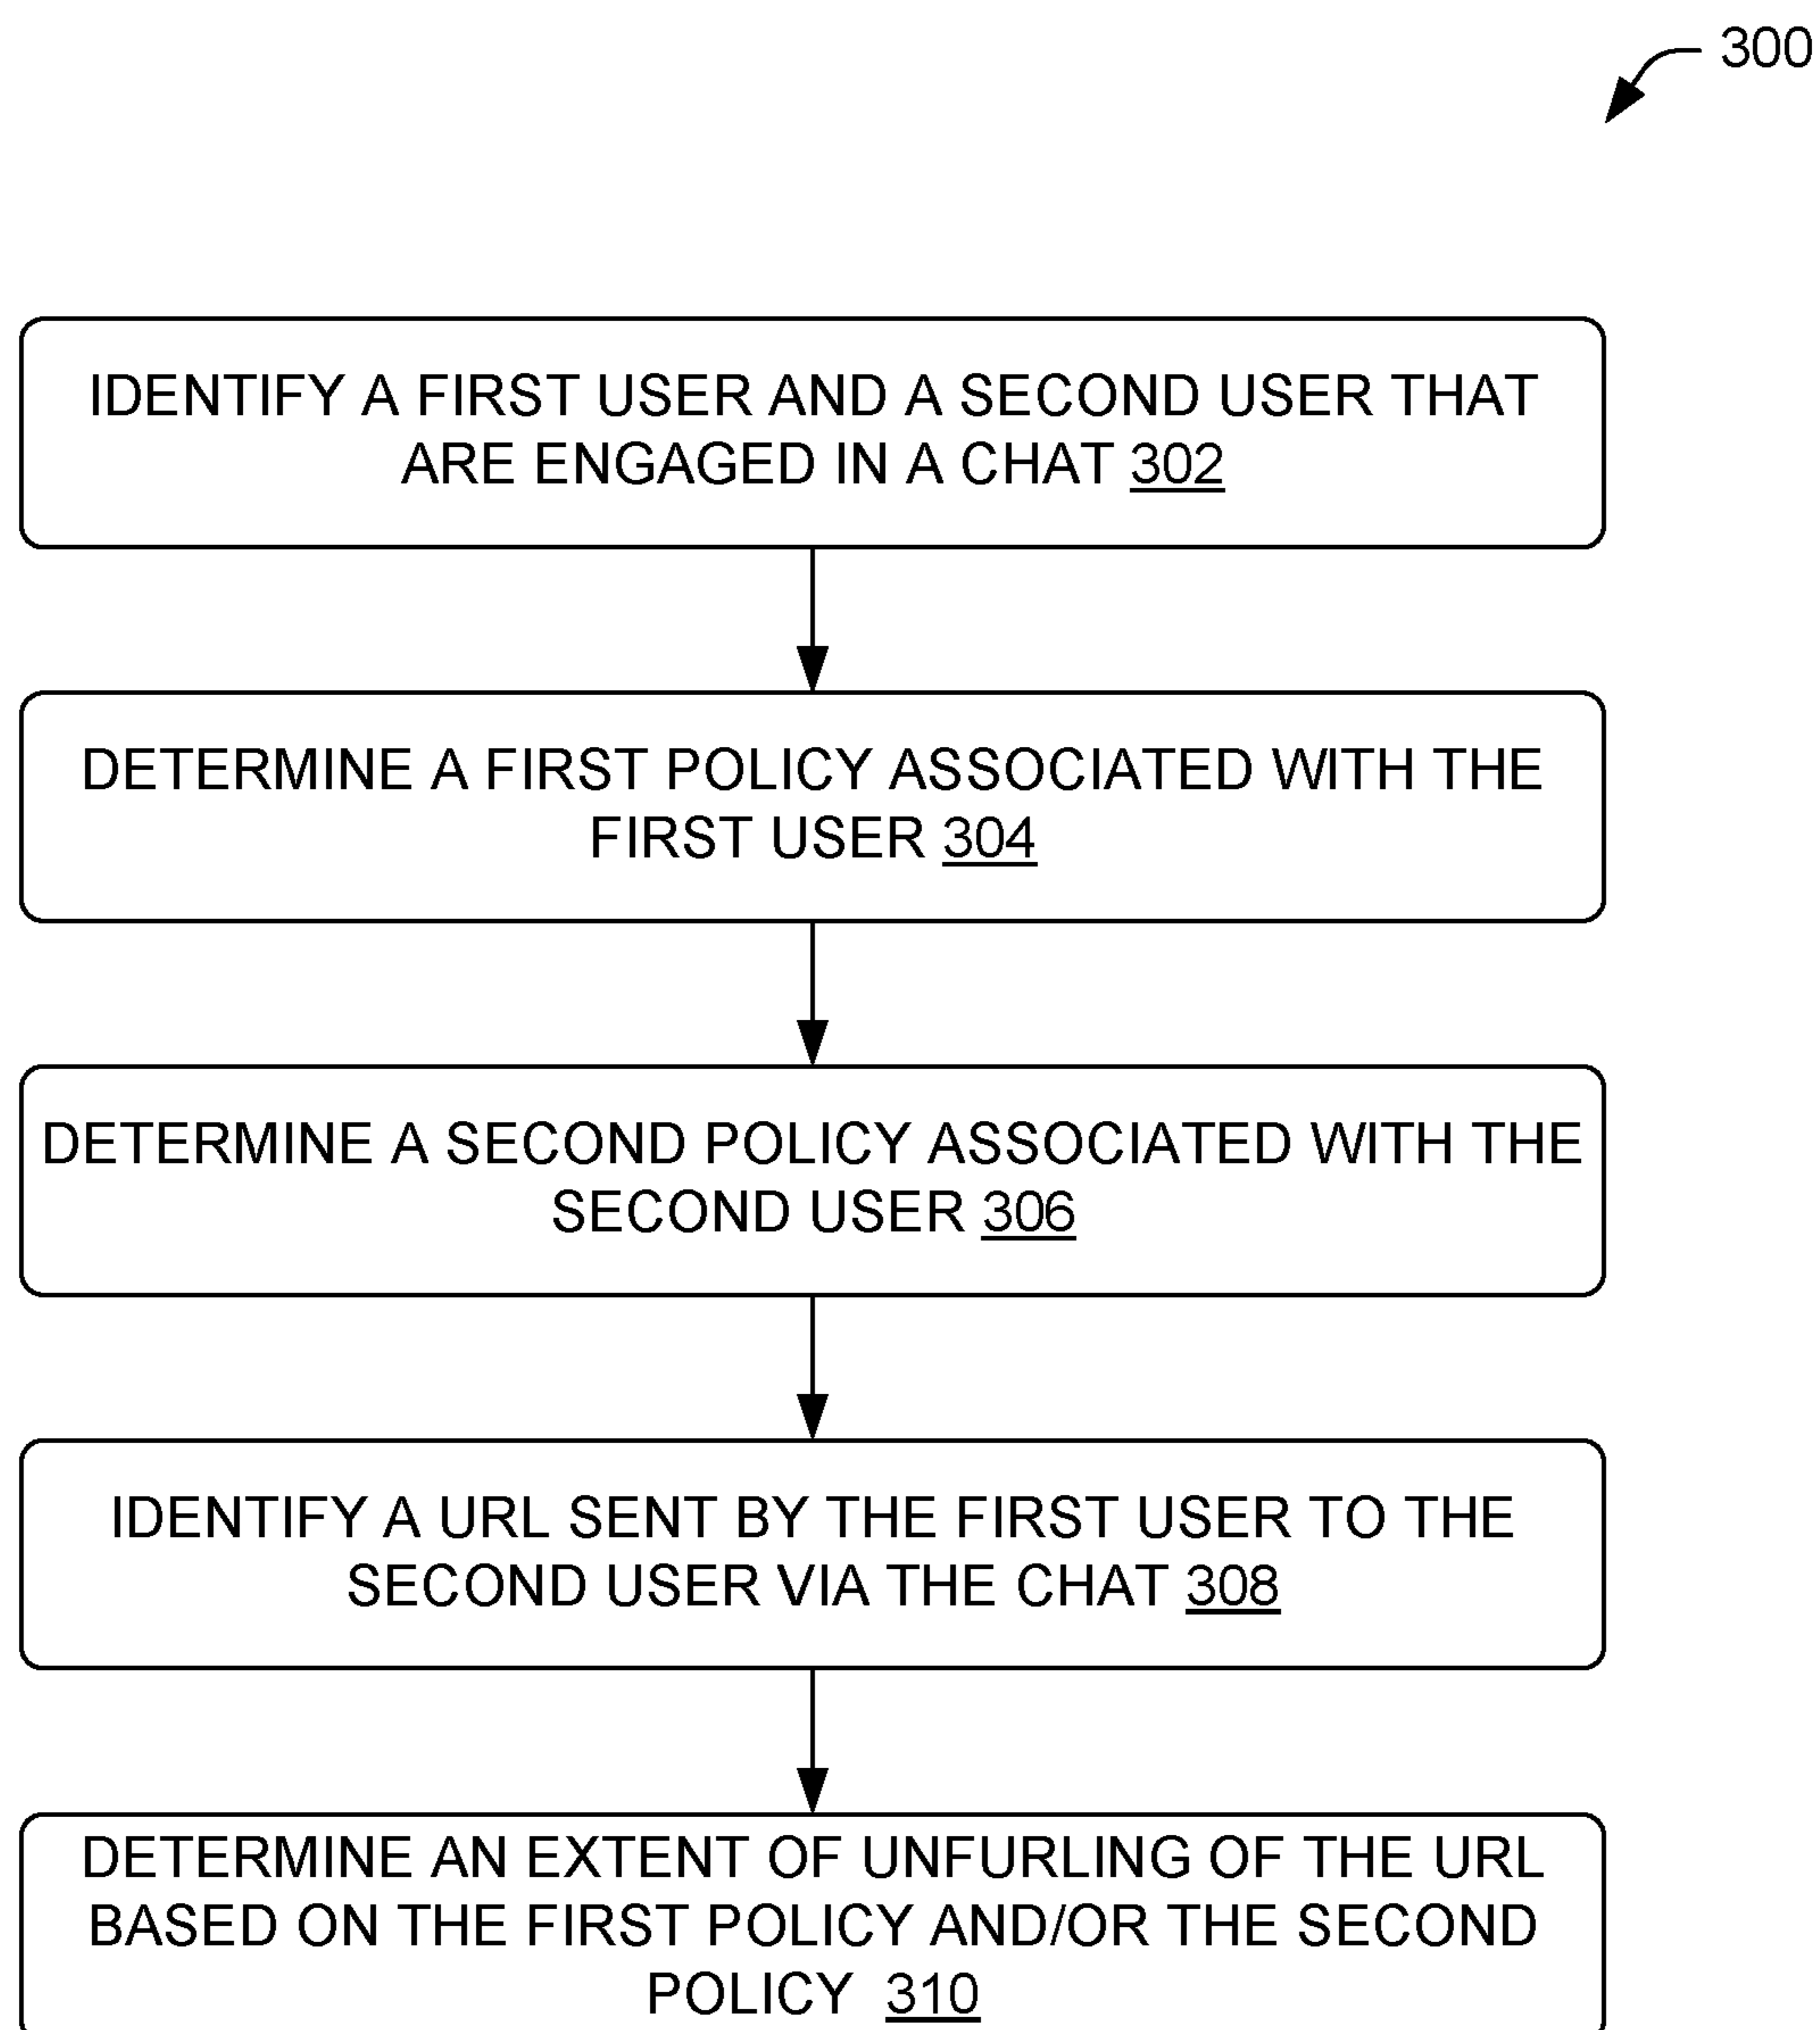 300
IDENTIFY A FIRST USER AND A SECOND USER THAT
ARE ENGAGED IN A CHAT 302
DETERMINE A FIRST POLICY ASSOCIATED WITH THE
FIRST USER 304
DETERMINE A SECOND POLICY ASSOCIATED WITH THE
SECOND USER 306
IDENTIFY A URL SENT BY THE FIRST USER TO THE
SECOND USER VIA THE CHAT 308
DETERMINE AN EXTENT OF UNFURLING OF THE URL
BASED ON THE FIRST POLICY AND/OR THE SECOND
POLICY 310